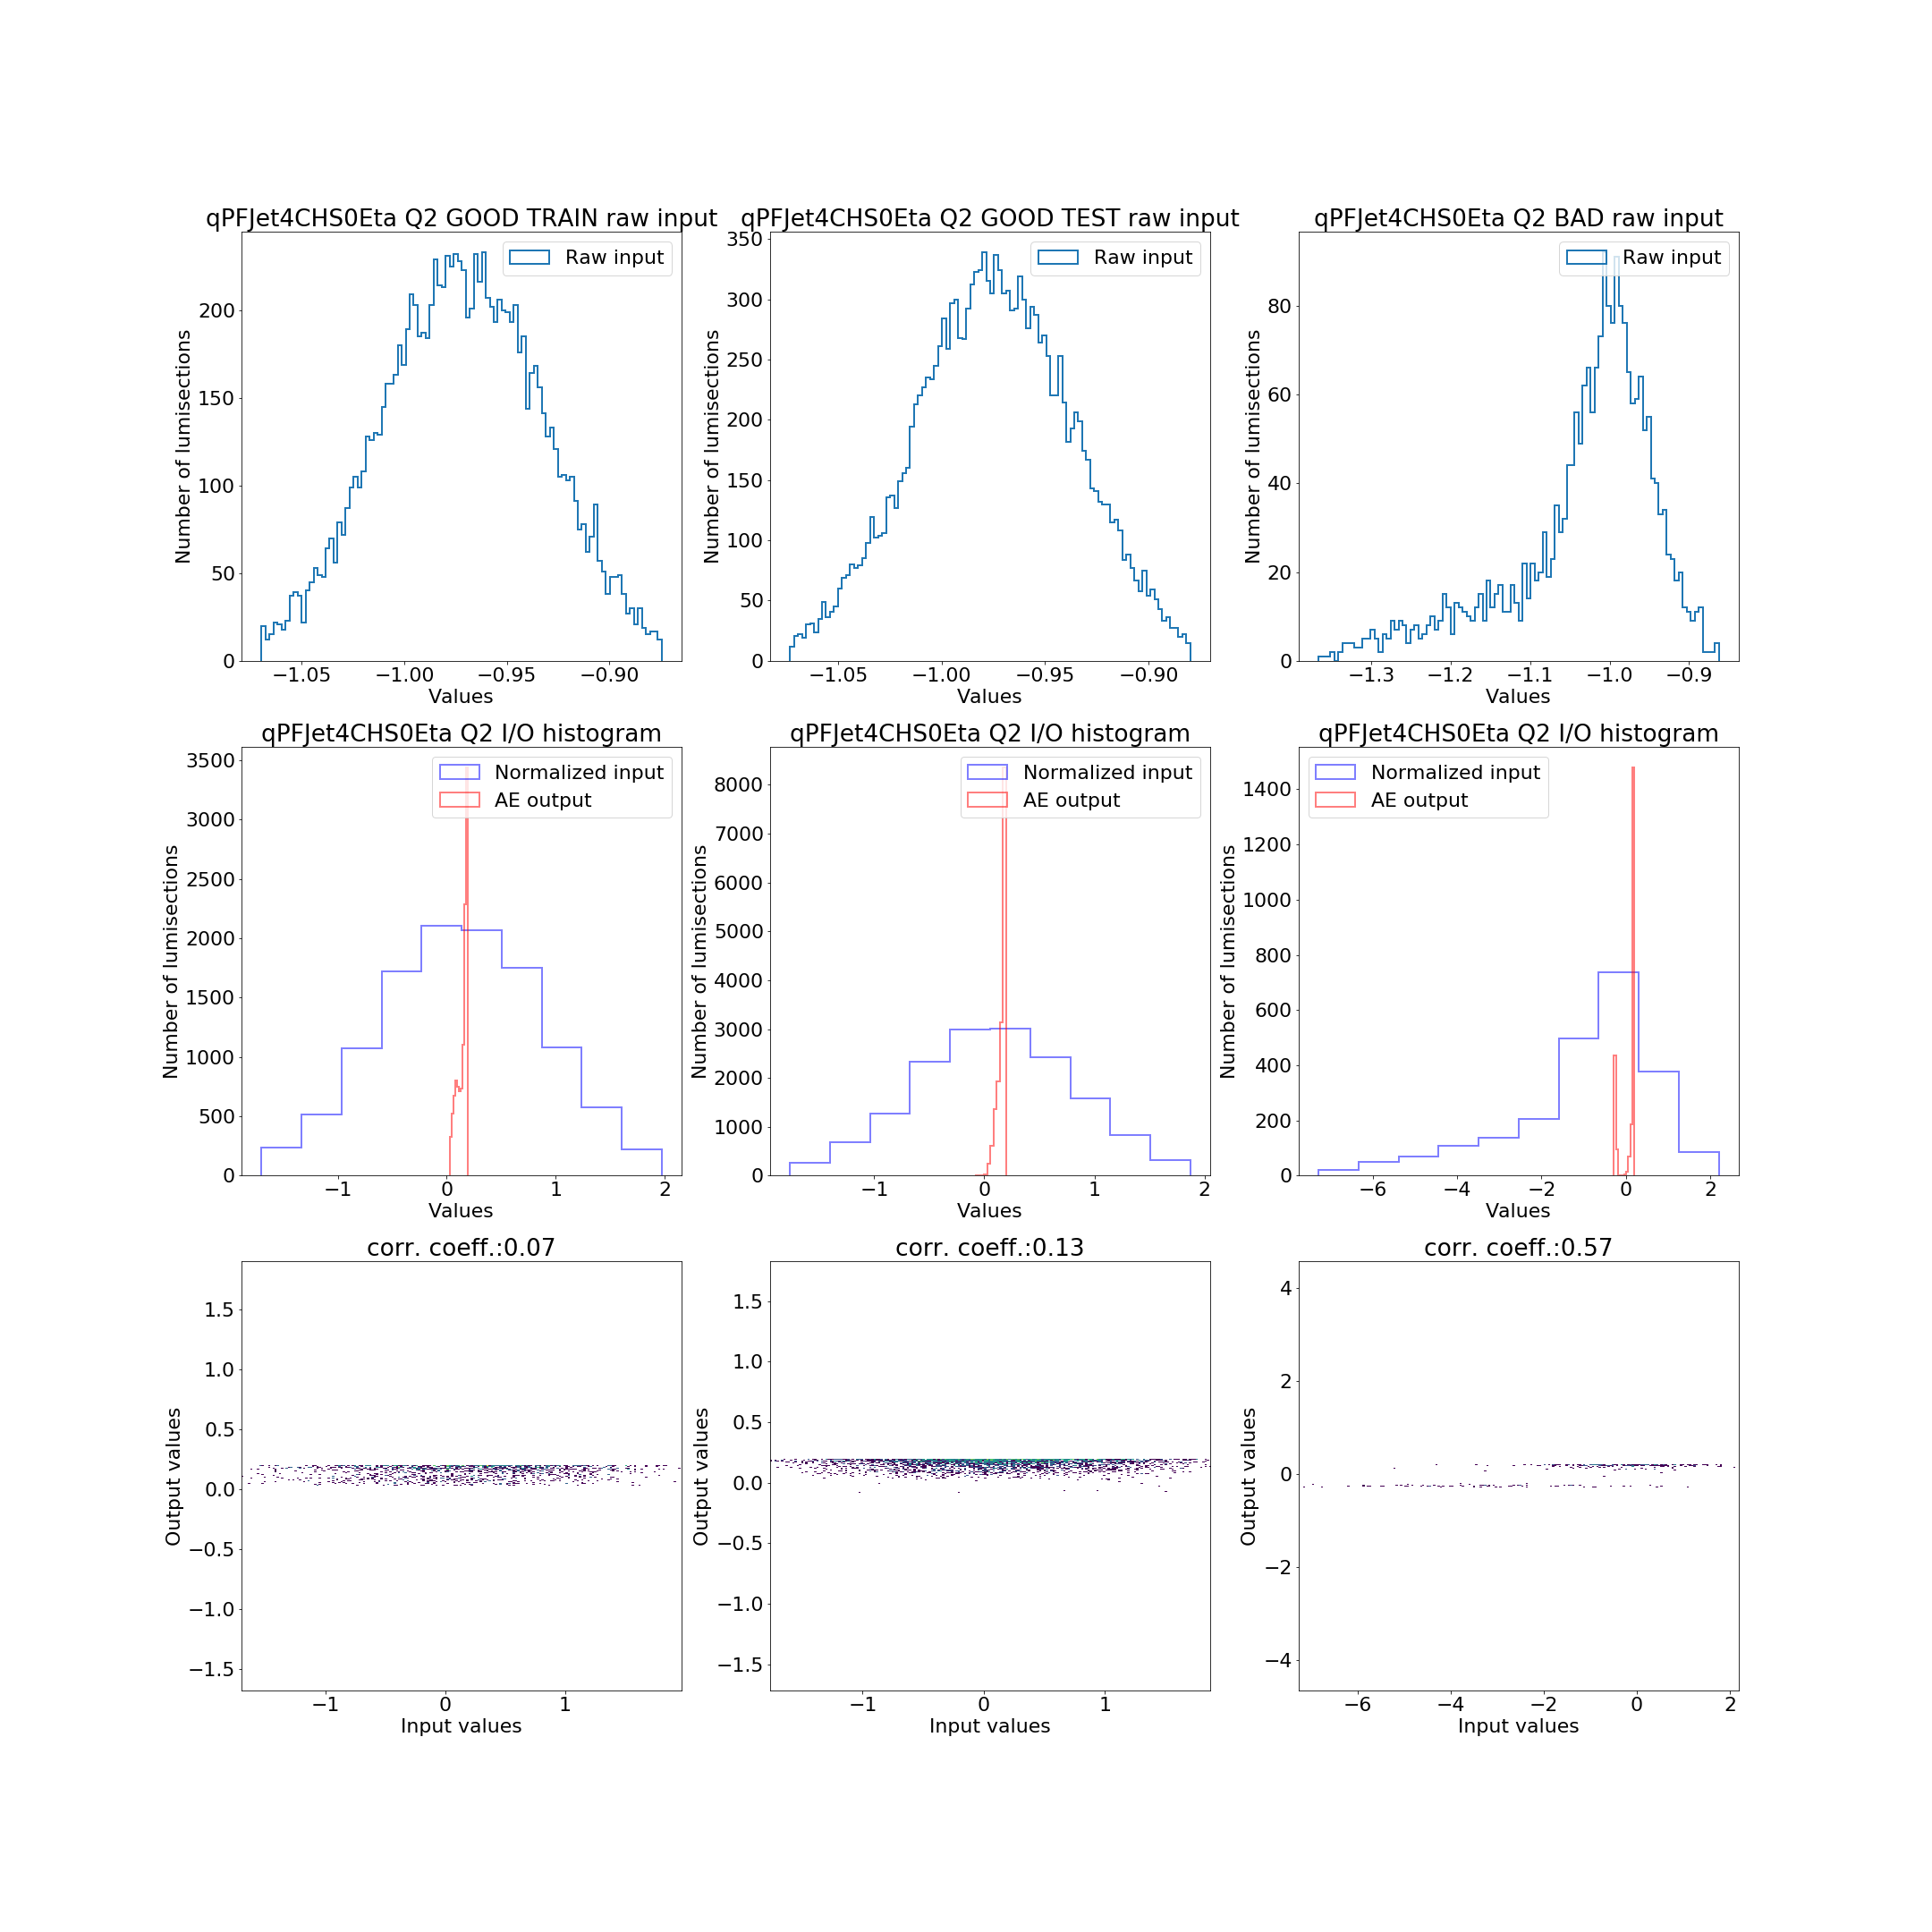 qPFJet4CHS0Eta Q2 GOOD TRAIN raw input
Raw input
Number of lumisections
200
150
100
50
0
−1.05
−1.00
−0.95
−0.90
Values
qPFJet4CHS0Eta Q2 GOOD TEST raw input
Raw input
Number of lumisections
350
300
250
200
150
100
50
0
−1.05
−1.00
−0.95
−0.90
Values
qPFJet4CHS0Eta Q2 BAD raw input
Raw input
Number of lumisections
80
60
40
20
0
−1.3
−1.2
−1.1
−1.0
−0.9
Values
qPFJet4CHS0Eta Q2 I/O histogram
Normalized input
AE output
Number of lumisections
3500
3000
2500
2000
1500
1000
500
0
−1
0
1
2
Values
qPFJet4CHS0Eta Q2 I/O histogram
Normalized input
AE output
Number of lumisections
8000
7000
6000
5000
4000
3000
2000
1000
0
−1
0
1
2
Values
qPFJet4CHS0Eta Q2 I/O histogram
Normalized input
AE output
Number of lumisections
1400
1200
1000
800
600
400
200
0
−6
−4
−2
0
2
Values
corr. coeff.:0.07
Output values
1.5
1.0
0.5
0.0
−0.5
−1.0
−1.5
−1
0
1
Input values
corr. coeff.:0.13
Output values
1.5
1.0
0.5
0.0
−0.5
−1.0
−1.5
−1
0
1
Input values
corr. coeff.:0.57
Output values
4
2
0
−2
−4
−6
−4
−2
0
2
Input values